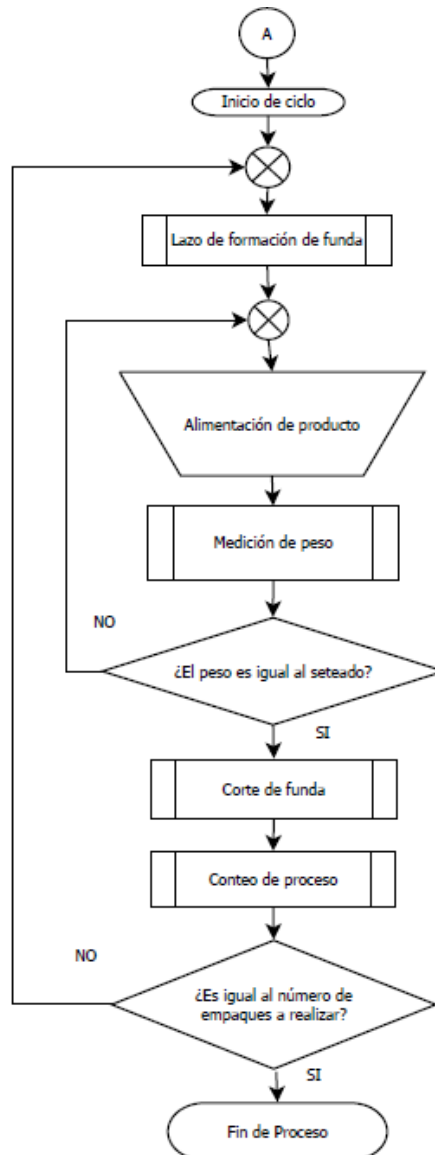 A
Inicio de ciclo
Lazo de formación de funda
Alimentación de producto
Medición de peso
NO
¿El peso es igual al seteado?
SI
Corte de funda
Conteo de proceso
NO
¿Es igual al número de
empaques a realizar?
SI
Fin de Proceso